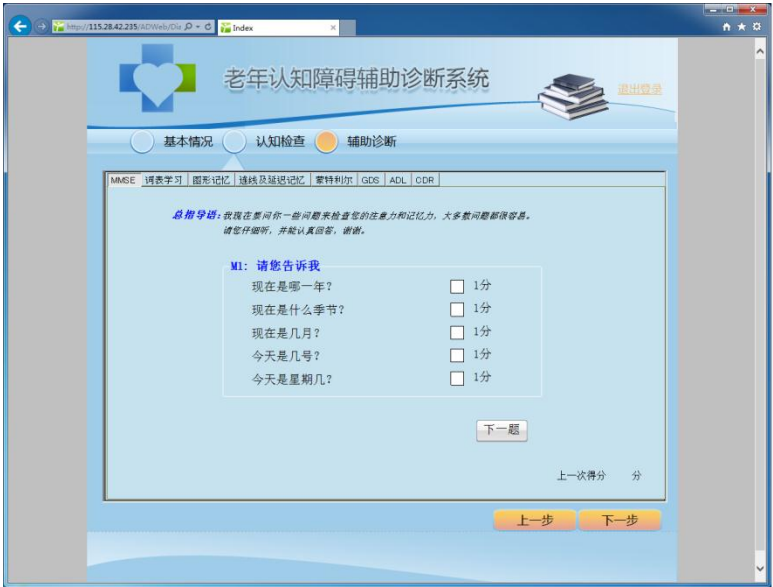 http://115.28.42.235/ADWeb/Dia
Index
老年认知障碍辅助诊断系统
退出登录
基本情况 认知检查 辅助诊断
MMSE 词表学习 图形记忆 连线及延迟记忆 蒙特利尔 GDS ADL CDR
总指导语：我现在要问你一些问题来检查您的注意力和记忆力，大多数问题都很容易。
请您仔细听，并能认真回答，谢谢。
M1: 请您告诉我
现在是哪一年? 1分
现在是什么季节? 1分
现在是几月? 1分
今天是几号? 1分
今天是星期几? 1分
下一题
上一次得分 分
上一步 下一步